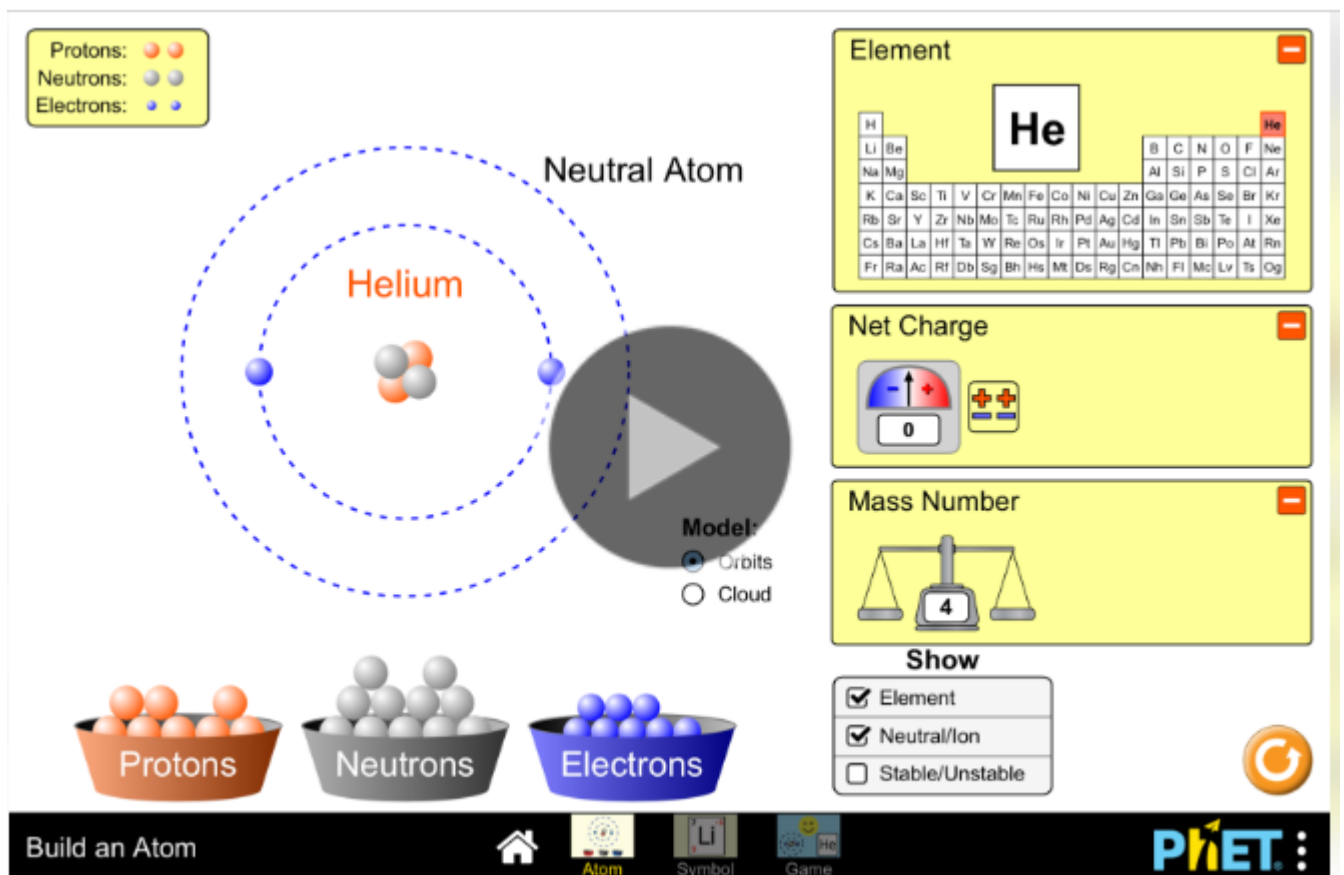 Protons:
Neutrons:
Electrons:
Neutral Atom
Helium
Model:
Orbits
Cloud
Protons
Neutrons
Electrons
Element
He
H He
Li Be B C N O F Ne
Na Mg Al Si P S Cl Ar
K Ca Sc Ti V Cr Mn Fe Co Ni Cu Zn Ga Ge As Se Br Kr
Rb Sr Y Zr Nb Mo Tc Ru Rh Pd Ag Cd In Sn Sb Te I Xe
Cs Ba La Hf Ta W Re Os Ir Pt Au Hg Tl Pb Bi Po At Rn
Fr Ra Ac Rf Db Sg Bh Hs Mt Ds Rg Cn Nh Fl Mc Lv Ts Og
Net Charge
- +
0
Mass Number
4
Show
Element
Neutral/Ion
Stable/Unstable
Build an Atom
Atom
Li
Symbol
He
Game
PhET